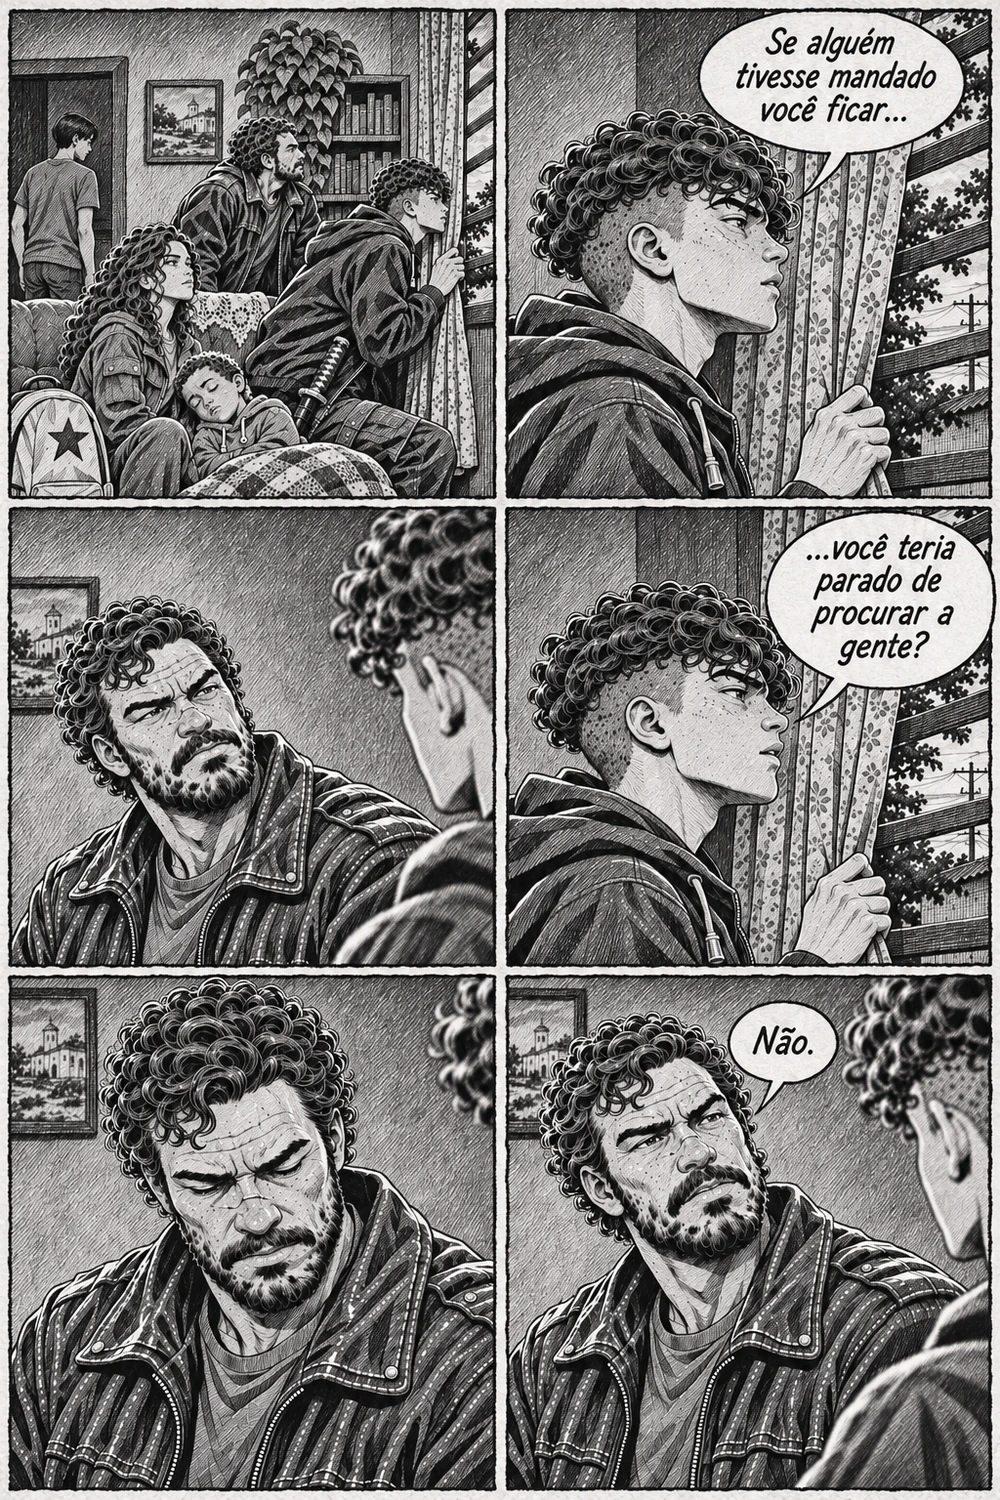 Se alguém
tivesse mandado
você ficar...
...você teria
parado de
procurar a
gente?
Não.